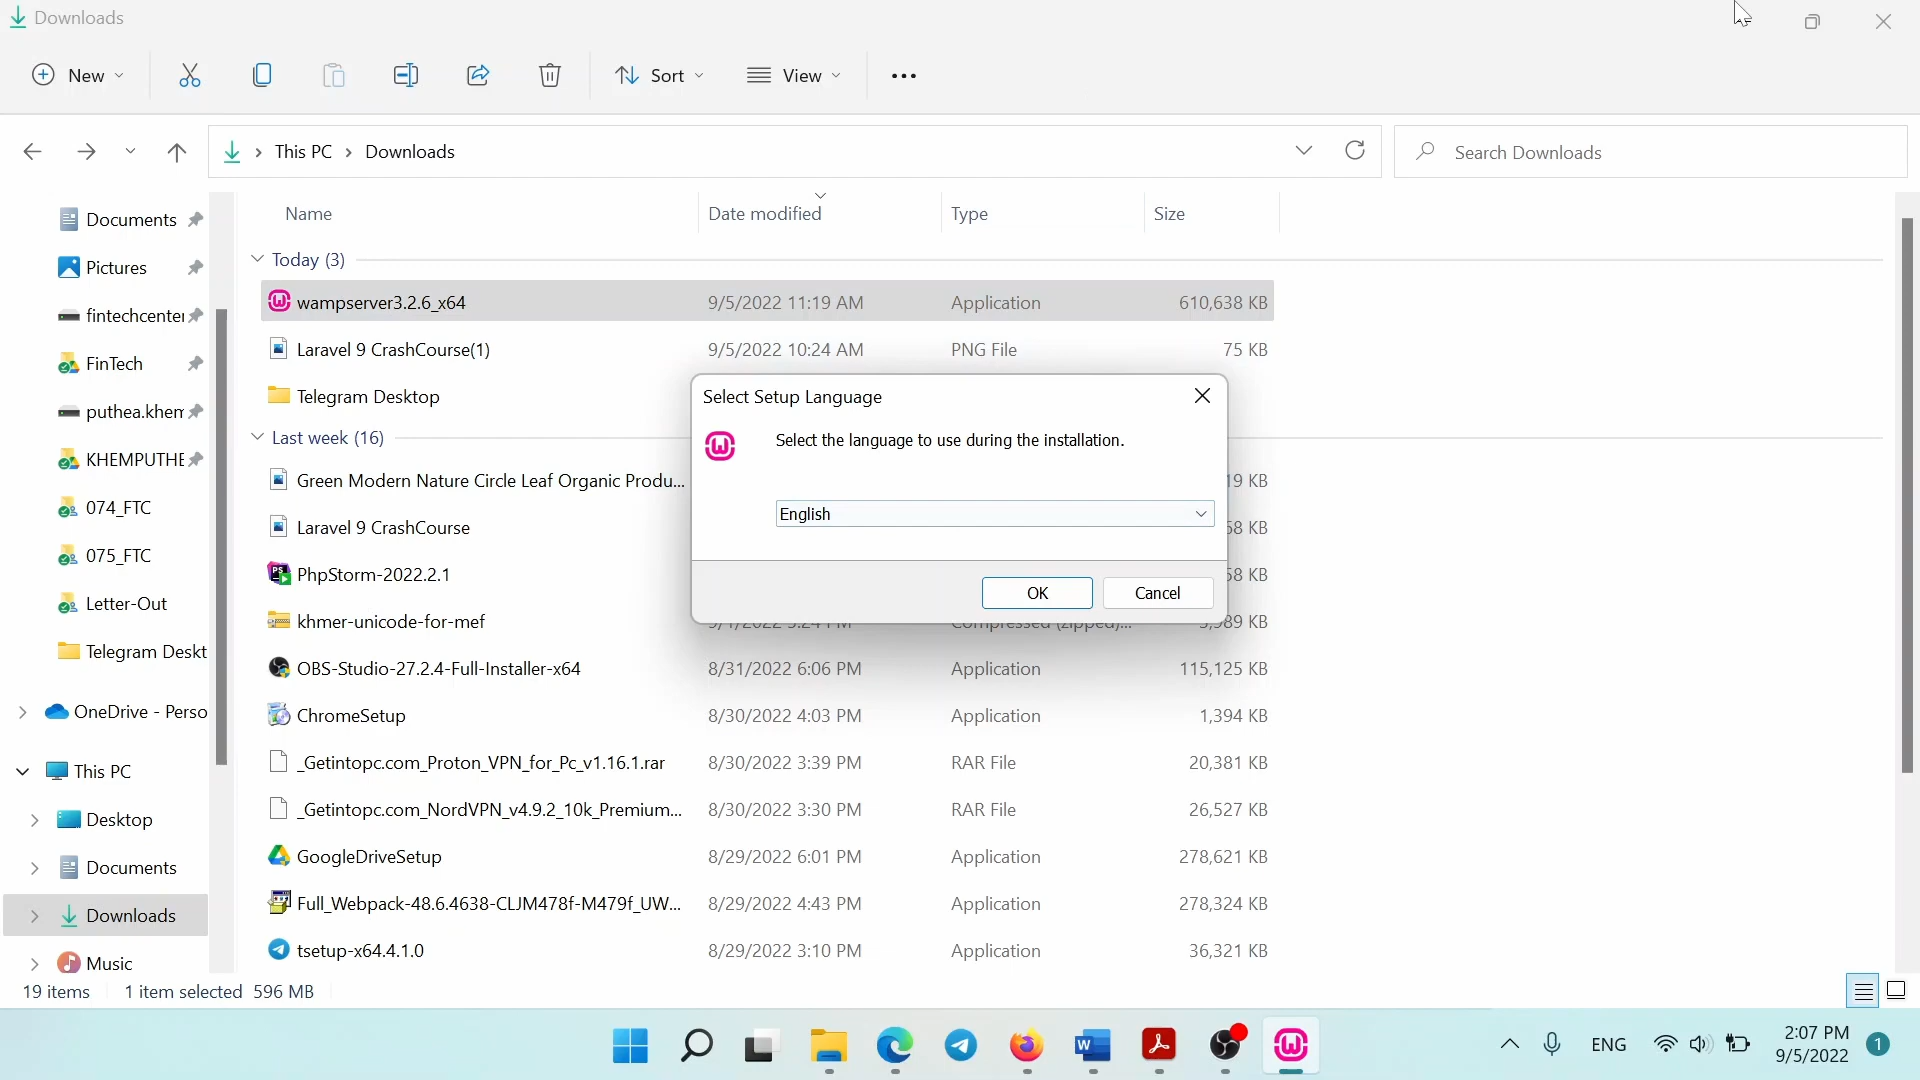 Downloads
New
Sort
View
This PC
Downloads
Search Downloads
Documents
Pictures
fintechcenter
FinTech
puthea.khem
KHEMPUTHE
074_FTC
075_FTC
Letter-Out
Telegram Deskt
OneDrive - Perso
This PC
Desktop
Documents
Downloads
Music
Name Date modified Type Size
Today (3)
wampserver3.2.6_x64 9/5/2022 11:19 AM Application 610,638 KB
Laravel 9 CrashCourse(1) 9/5/2022 10:24 AM PNG File 75 KB
Telegram Desktop
Last week (16)
Green Modern Nature Circle Leaf Organic Produ... 19 KB
Laravel 9 CrashCourse 58 KB
PhpStorm-2022.2.1 58 KB
khmer-unicode-for-mef
OBS-Studio-27.2.4-Full-Installer-x64 8/31/2022 6:06 PM Application 115,125 KB
ChromeSetup 8/30/2022 4:03 PM Application 1,394 KB
_Getintopc.com_Proton_VPN_for_Pc_v1.16.1.rar 8/30/2022 3:39 PM RAR File 20,381 KB
_Getintopc.com_NordVPN_v4.9.2_10k_Premium... 8/30/2022 3:30 PM RAR File 26,527 KB
GoogleDriveSetup 8/29/2022 6:01 PM Application 278,621 KB
Full_Webpack-48.6.4638-CLJM478f-M479f_UW... 8/29/2022 4:43 PM Application 278,324 KB
tsetup-x64.4.1.0 8/29/2022 3:10 PM Application 36,321 KB
Select Setup Language
Select the language to use during the installation.
English
OK Cancel
19 items 1 item selected 596 MB
ENG
2:07 PM
9/5/2022
1